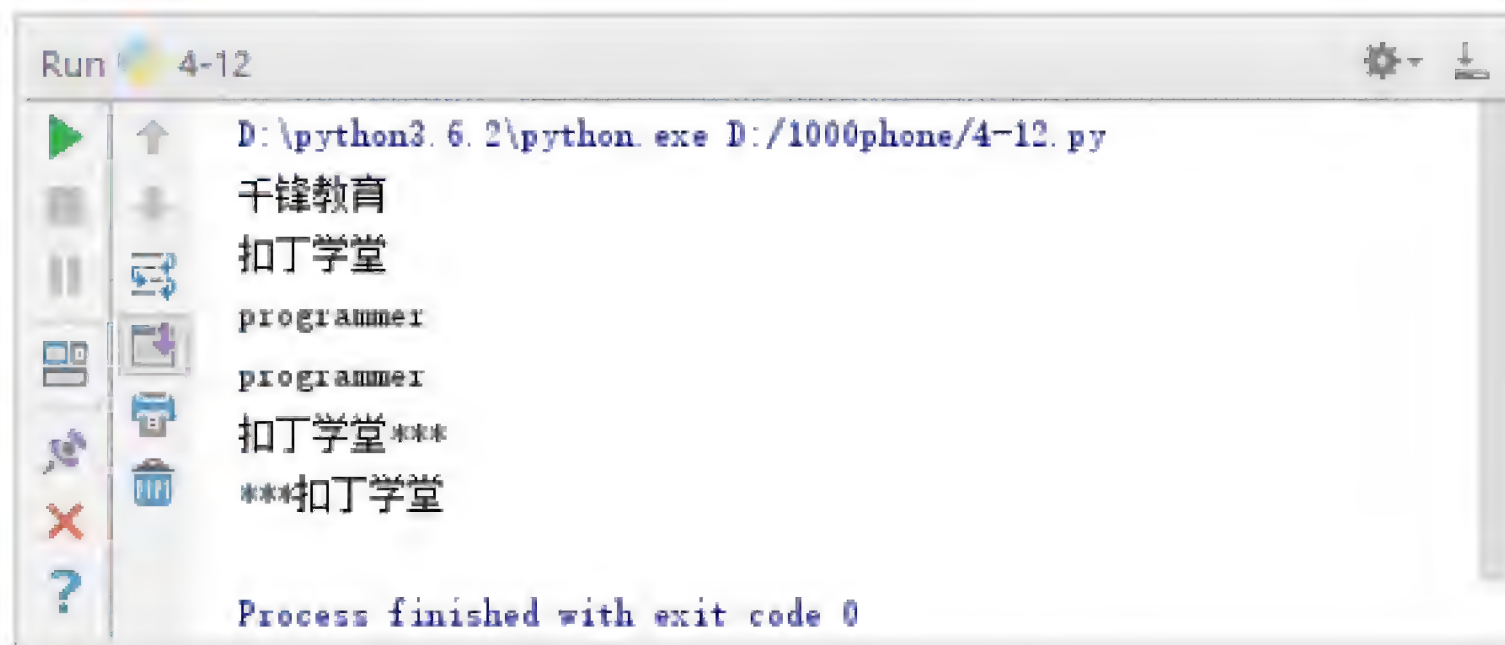 Run 4-12
D:\python3.6.2\python.exe D:/1000phone/4-12.py
千锋教育
扣丁学堂
programmer
programmer
扣丁学堂***
***扣丁学堂
Process finished with exit code 0